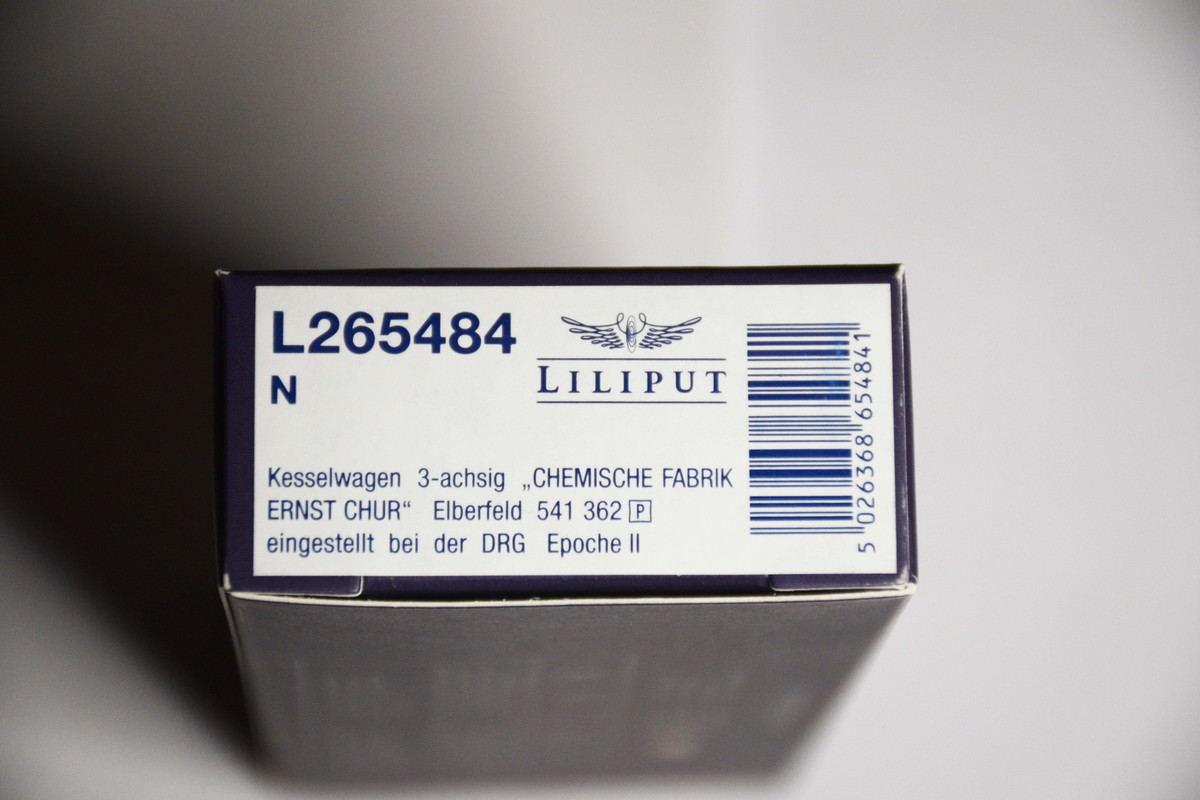 L265484
N
LILIPUT
Kesselwagen 3-achsig „CHEMISCHE FABRIK
ERNST CHUR“ Elberfeld 541 362 P
eingestellt bei der DRG Epoche II
5 026368 654841